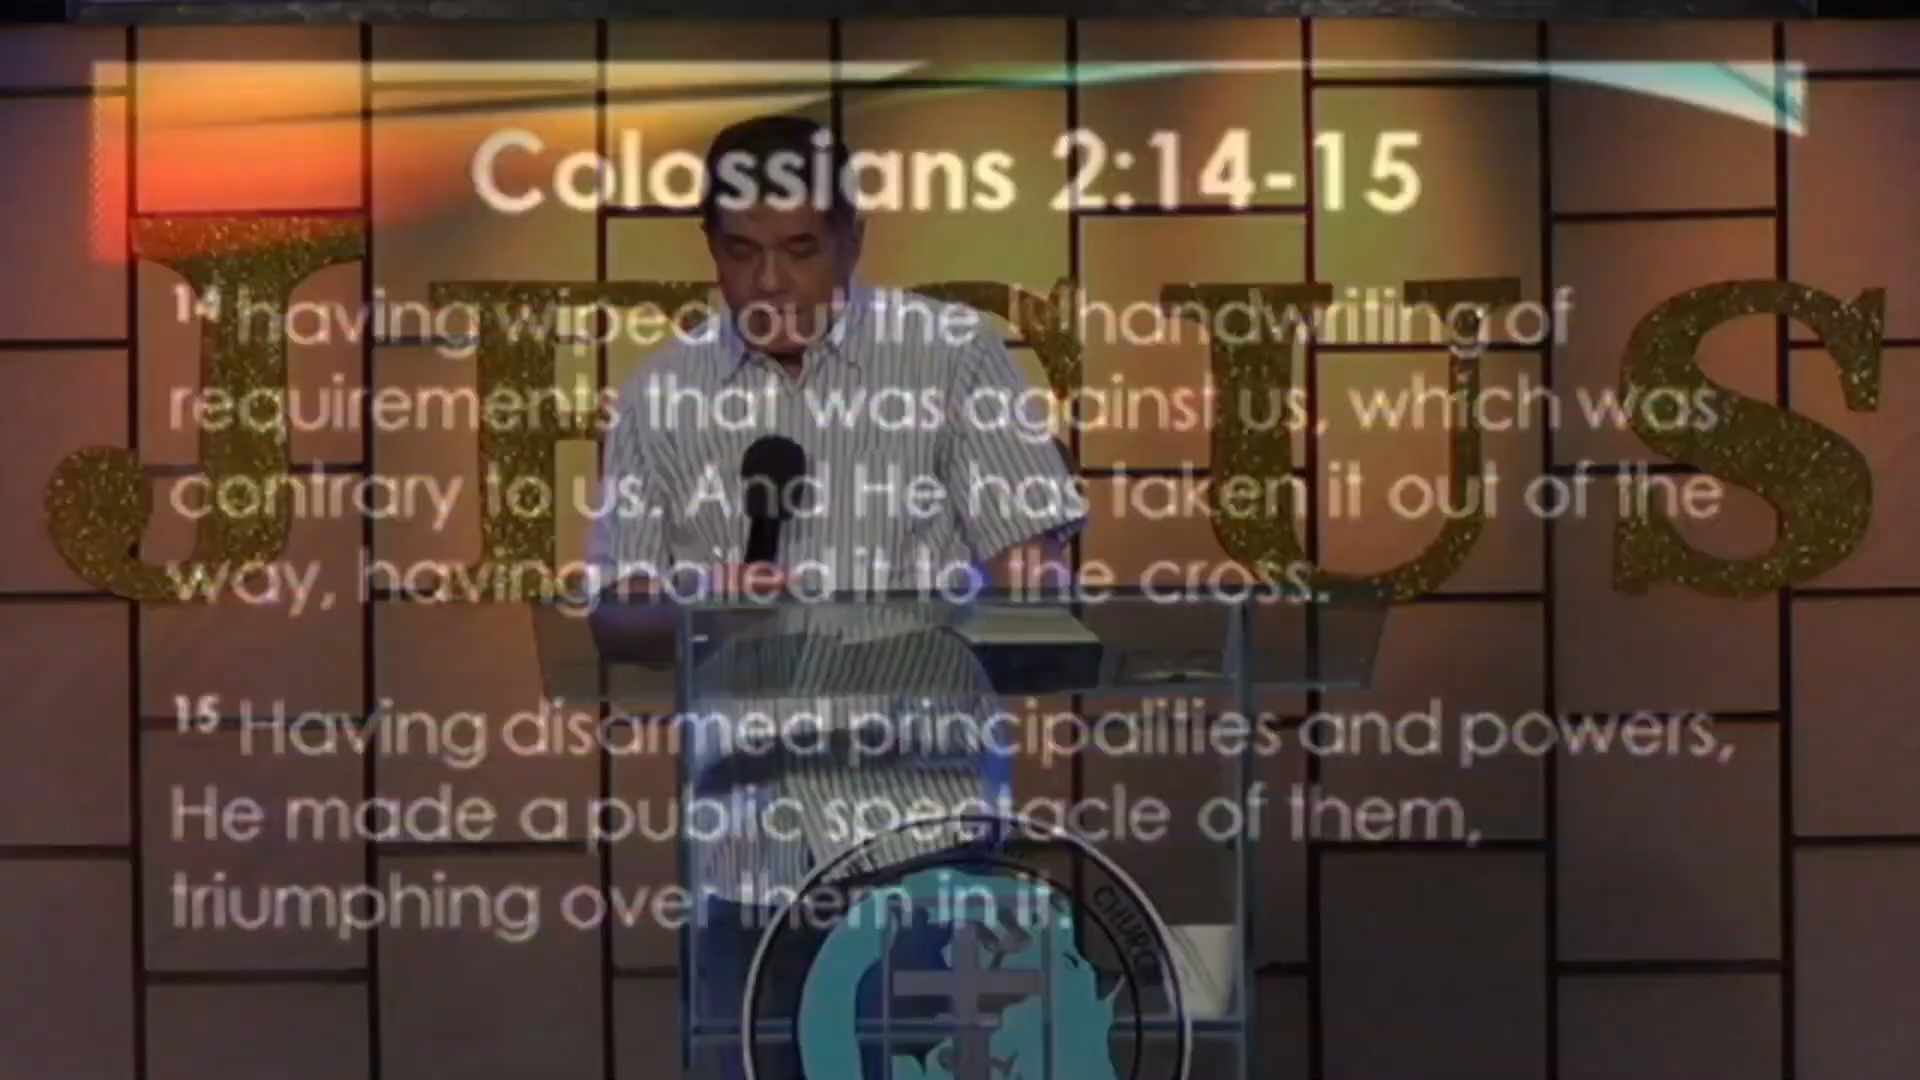 Colossians 2:14-15
JESUS
14 having wiped out the handwriting of
requirements that was against us, which was
contrary to us. And He has taken it out of the
way, having nailed it to the cross.
15 Having disarmed principalities and powers,
He made a public spectacle of them,
triumphing over them in it.
CHURCH